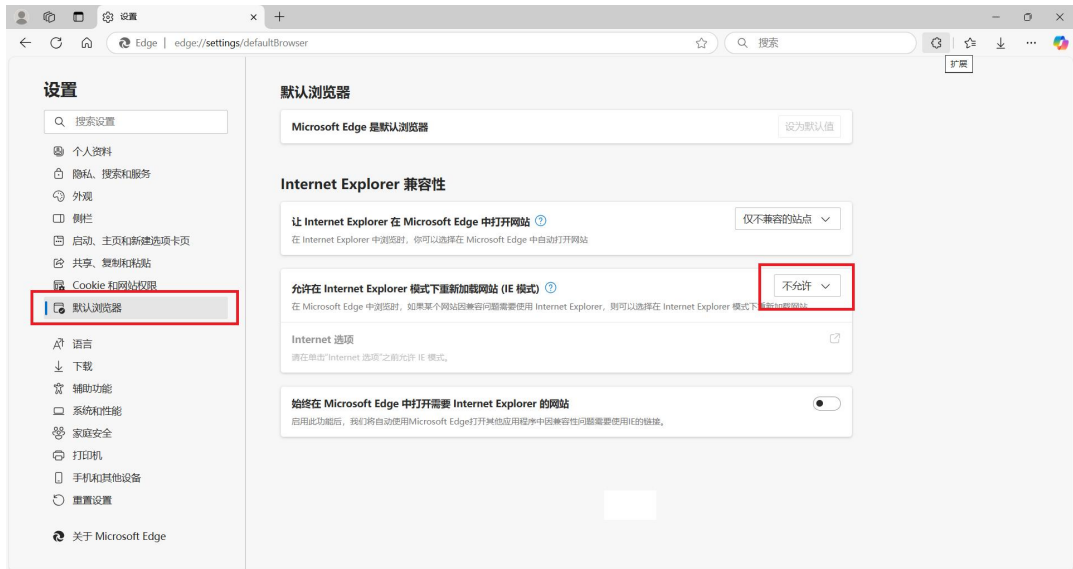 设置
Edge | edge://settings/defaultBrowser
搜索
扩展
设置
搜索设置
个人资料
隐私、搜索和服务
外观
侧栏
启动、主页和新建选项卡页
共享、复制和粘贴
Cookie 和网站权限
默认浏览器
语言
下载
辅助功能
系统和性能
家庭安全
打印机
手机和其他设备
重置设置
关于 Microsoft Edge
默认浏览器
Microsoft Edge 是默认浏览器
设为默认值
Internet Explorer 兼容性
让 Internet Explorer 在 Microsoft Edge 中打开网站
仅不兼容的站点
在 Internet Explorer 中浏览时，你可以选择在 Microsoft Edge 中自动打开网站
允许在 Internet Explorer 模式下重新加载网站 (IE 模式)
不允许
在 Microsoft Edge 中浏览时，如果某个网站因兼容问题需要使用 Internet Explorer，则可以选择在 Internet Explorer 模式下重新加载网站
Internet 选项
请在单击"Internet 选项"之前允许 IE 模式。
始终在 Microsoft Edge 中打开需要 Internet Explorer 的网站
启用此功能后，我们将自动使用Microsoft Edge打开其他应用程序中因兼容性问题需要使用IE的链接。